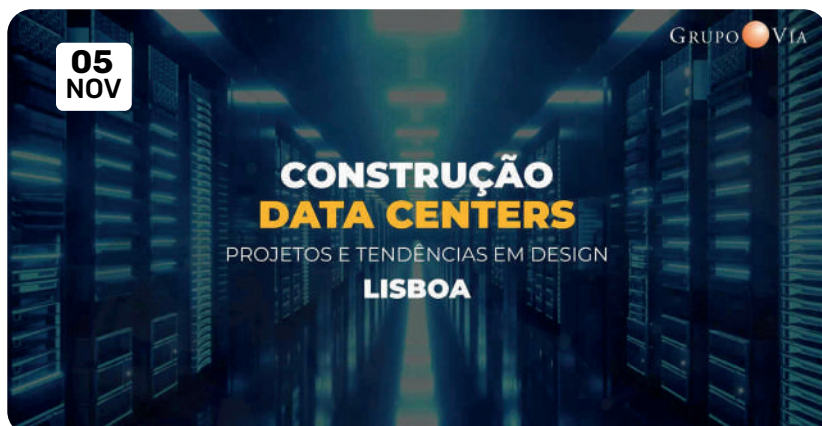 05
NOV
GRUPO VIA
CONSTRUÇÃO
DATA CENTERS
PROJETOS E TENDÊNCIAS EM DESIGN
LISBOA